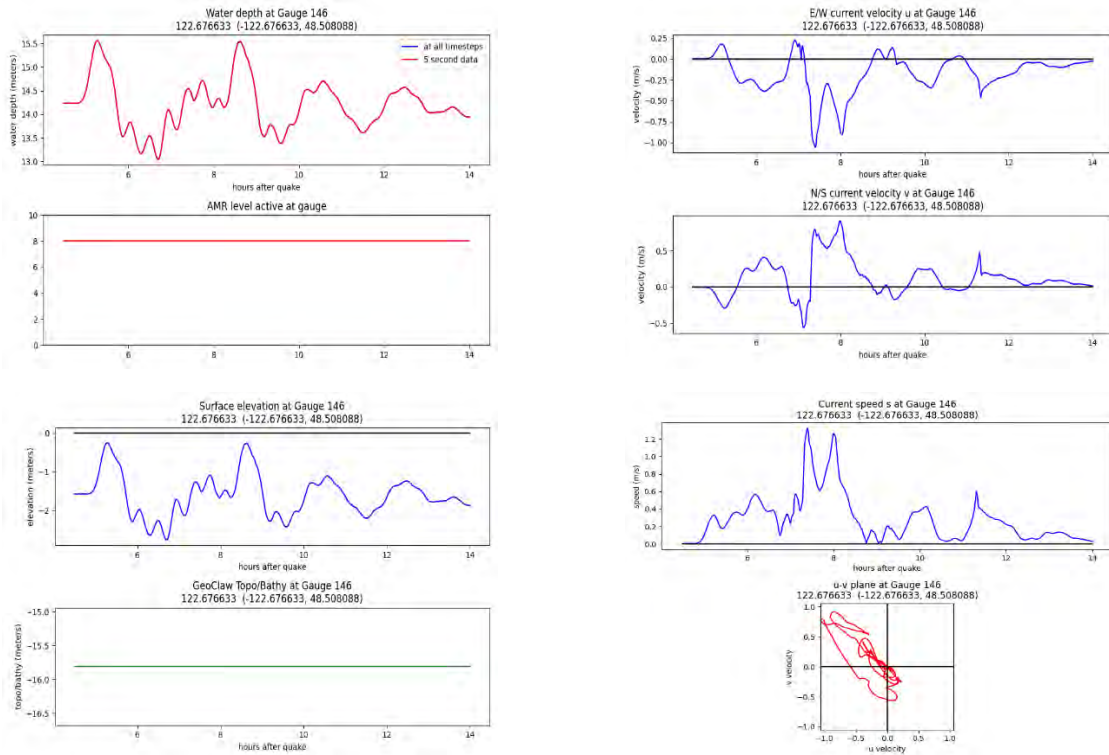 Water depth at Gauge 146
122.676633 (-122.676633, 48.508088)
15.5
15.0
14.5
14.0
13.5
13.0
water depth (meters)
at all timesteps
5 second data
6
8
10
12
14
hours after quake
AMR level active at gauge
10
8
6
4
2
0
6
8
10
12
14
Surface elevation at Gauge 146
122.676633 (-122.676633, 48.508088)
0
−1
−2
elevation (meters)
6
8
10
12
14
hours after quake
GeoClaw Topo/Bathy at Gauge 146
122.676633 (-122.676633, 48.508088)
−15.0
−15.5
−16.0
−16.5
topo/bathy (meters)
6
8
10
12
14
hours after quake
E/W current velocity u at Gauge 146
122.676633 (-122.676633, 48.508088)
0.25
0.00
−0.25
−0.50
−0.75
−1.00
velocity (m/s)
6
8
10
12
14
hours after quake
N/S current velocity v at Gauge 146
122.676633 (-122.676633, 48.508088)
0.5
0.0
−0.5
velocity (m/s)
6
8
10
12
14
hours after quake
Current speed s at Gauge 146
122.676633 (-122.676633, 48.508088)
1.2
1.0
0.8
0.6
0.4
0.2
0.0
speed (m/s)
6
8
10
12
14
hours after quake
u-v plane at Gauge 146
122.676633 (-122.676633, 48.508088)
1.0
0.5
0.0
−0.5
−1.0
v velocity
−1.0
−0.5
0.0
0.5
1.0
u velocity